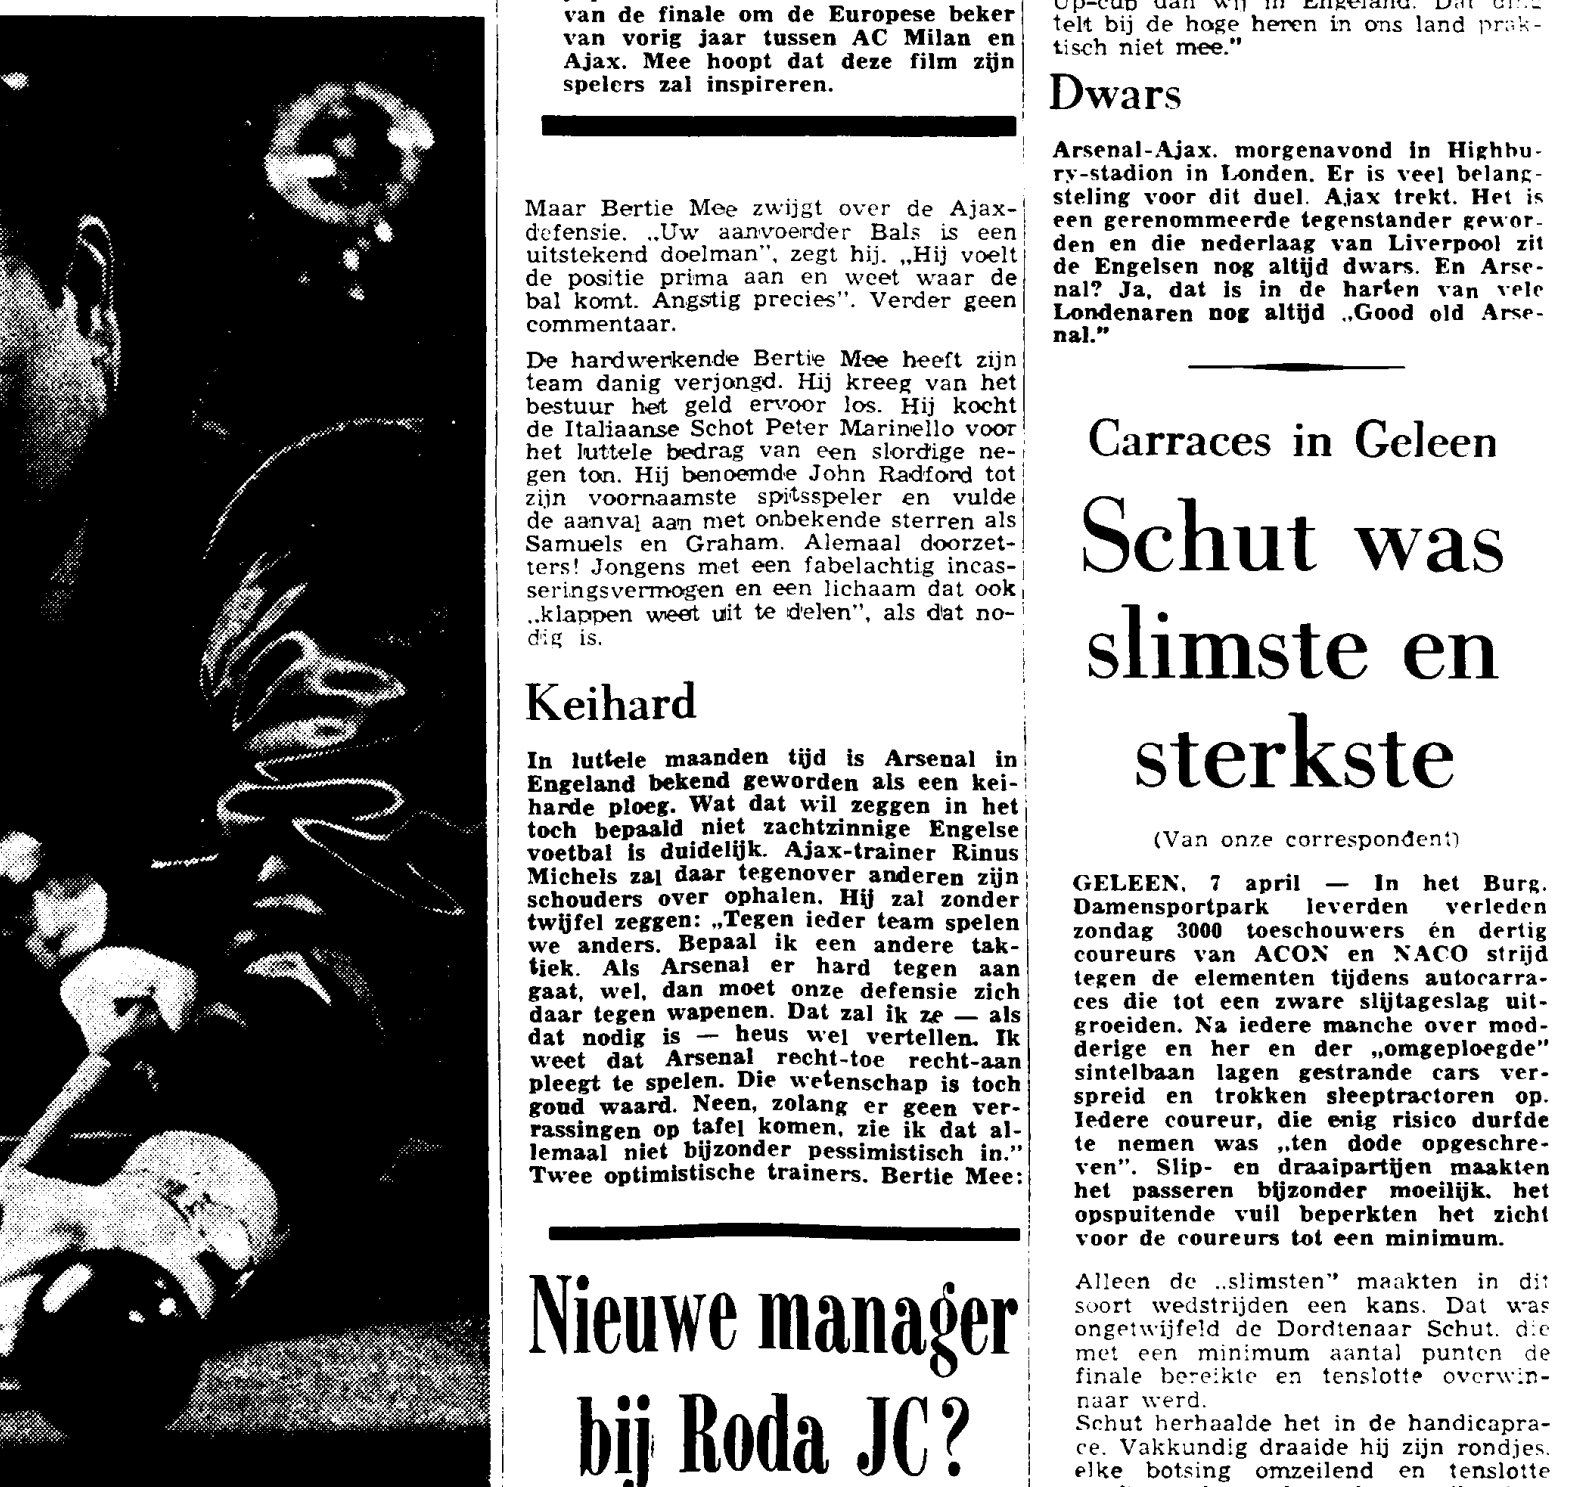 van de finale om de Europese beker
van vorig jaar tussen AC Milan en
Ajax. Mee hoopt dat deze film zijn
spelers zal inspireren.
Maar Bertie Mee zwijgt over de Ajax-
defensie. „Uw aanvoerder Bals is een
uitstekend doelman”, zegt hij. „Hij voelt
de positie prima aan en weet waar de
bal komt. Angstig precies”. Verder geen
commentaar.
De hardwerkende Bertie Mee heeft zijn
team danig verjongd. Hij kreeg van het
bestuur het geld ervoor los. Hij kocht
de Italiaanse Schot Peter Marinello voor
het luttele bedrag van een slordige ne-
gen ton. Hij benoemde John Radford tot
zijn voornaamste spitsspeler en vulde
de aanval aan met onbekende sterren als
Samuels en Graham. Alemaal doorzet-
ters! Jongens met een fabelachtig incas-
seringsvermogen en een lichaam dat ook
„klappen weet uit te delen”, als dat no-
dig is.
Keihard
In luttele maanden tijd is Arsenal in
Engeland bekend geworden als een kei-
harde ploeg. Wat dat wil zeggen in het
toch bepaald niet zachtzinnige Engelse
voetbal is duidelijk. Ajax-trainer Rinus
Michels zal daar tegenover anderen zijn
schouders over ophalen. Hij zal zonder
twijfel zeggen: „Tegen ieder team spelen
we anders. Bepaal ik een andere tak-
tiek. Als Arsenal er hard tegen aan
gaat, wel, dan moet onze defensie zich
daar tegen wapenen. Dat zal ik ze — als
dat nodig is — heus wel vertellen. Ik
weet dat Arsenal recht-toe recht-aan
pleegt te spelen. Die wetenschap is toch
goud waard. Neen, zolang er geen ver-
rassingen op tafel komen, zie ik dat al-
lemaal niet bijzonder pessimistisch in.”
Twee optimistische trainers. Bertie Mee:
Nieuwe manager
bij Roda JC?
Up-cup dan wij in Engeland. Dat
telt bij de hoge heren in ons land prak-
tisch niet mee.”
Dwars
Arsenal-Ajax. morgenavond in Highbu-
ry-stadion in Londen. Er is veel belang-
steling voor dit duel. Ajax trekt. Het is
een gerenommeerde tegenstander gewor-
den en die nederlaag van Liverpool zit
de Engelsen nog altijd dwars. En Arse-
nal? Ja, dat is in de harten van vele
Londenaren nog altijd „Good old Arse-
nal.”
Carraces in Geleen
Schut was
slimste en
sterkste
(Van onze correspondent)
GELEEN, 7 april — In het Burg.
Damensportpark leverden verleden
zondag 3000 toeschouwers én dertig
coureurs van ACON en NACO strijd
tegen de elementen tijdens autocarra-
ces die tot een zware slijtageslag uit-
groeiden. Na iedere manche over mod-
derige en her en der „omgeploegde”
sintelbaan lagen gestrande cars ver-
spreid en trokken sleeptractoren op.
Iedere coureur, die enig risico durfde
te nemen was „ten dode opgeschre-
ven”. Slip- en draaipartijen maakten
het passeren bijzonder moeilijk. het
opspuitende vuil beperkten het zicht
voor de coureurs tot een minimum.
Alleen de „slimsten” maakten in dit
soort wedstrijden een kans. Dat was
ongetwijfeld de Dordtenaar Schut. die
met een minimum aantal punten de
finale bereikte en tenslotte overwin-
naar werd.
Schut herhaalde het in de handicapra-
ce. Vakkundig draaide hij zijn rondjes.
elke botsing omzeilend en tenslotte